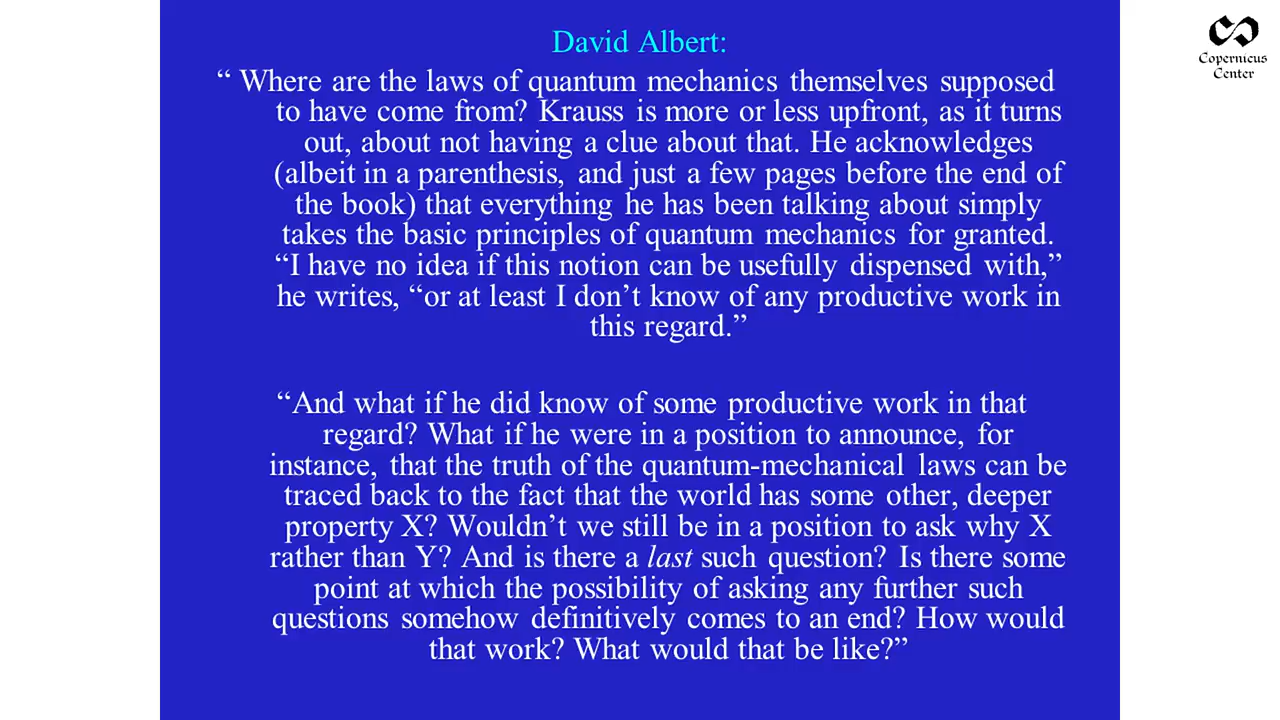 David Albert:
“ Where are the laws of quantum mechanics themselves supposed
to have come from? Krauss is more or less upfront, as it turns
out, about not having a clue about that. He acknowledges
(albeit in a parenthesis, and just a few pages before the end of
the book) that everything he has been talking about simply
takes the basic principles of quantum mechanics for granted.
“I have no idea if this notion can be usefully dispensed with,”
he writes, “or at least I don’t know of any productive work in
this regard.”
“And what if he did know of some productive work in that
regard? What if he were in a position to announce, for
instance, that the truth of the quantum-mechanical laws can be
traced back to the fact that the world has some other, deeper
property X? Wouldn’t we still be in a position to ask why X
rather than Y? And is there a last such question? Is there some
point at which the possibility of asking any further such
questions somehow definitively comes to an end? How would
that work? What would that be like?”
Copernicus
Center